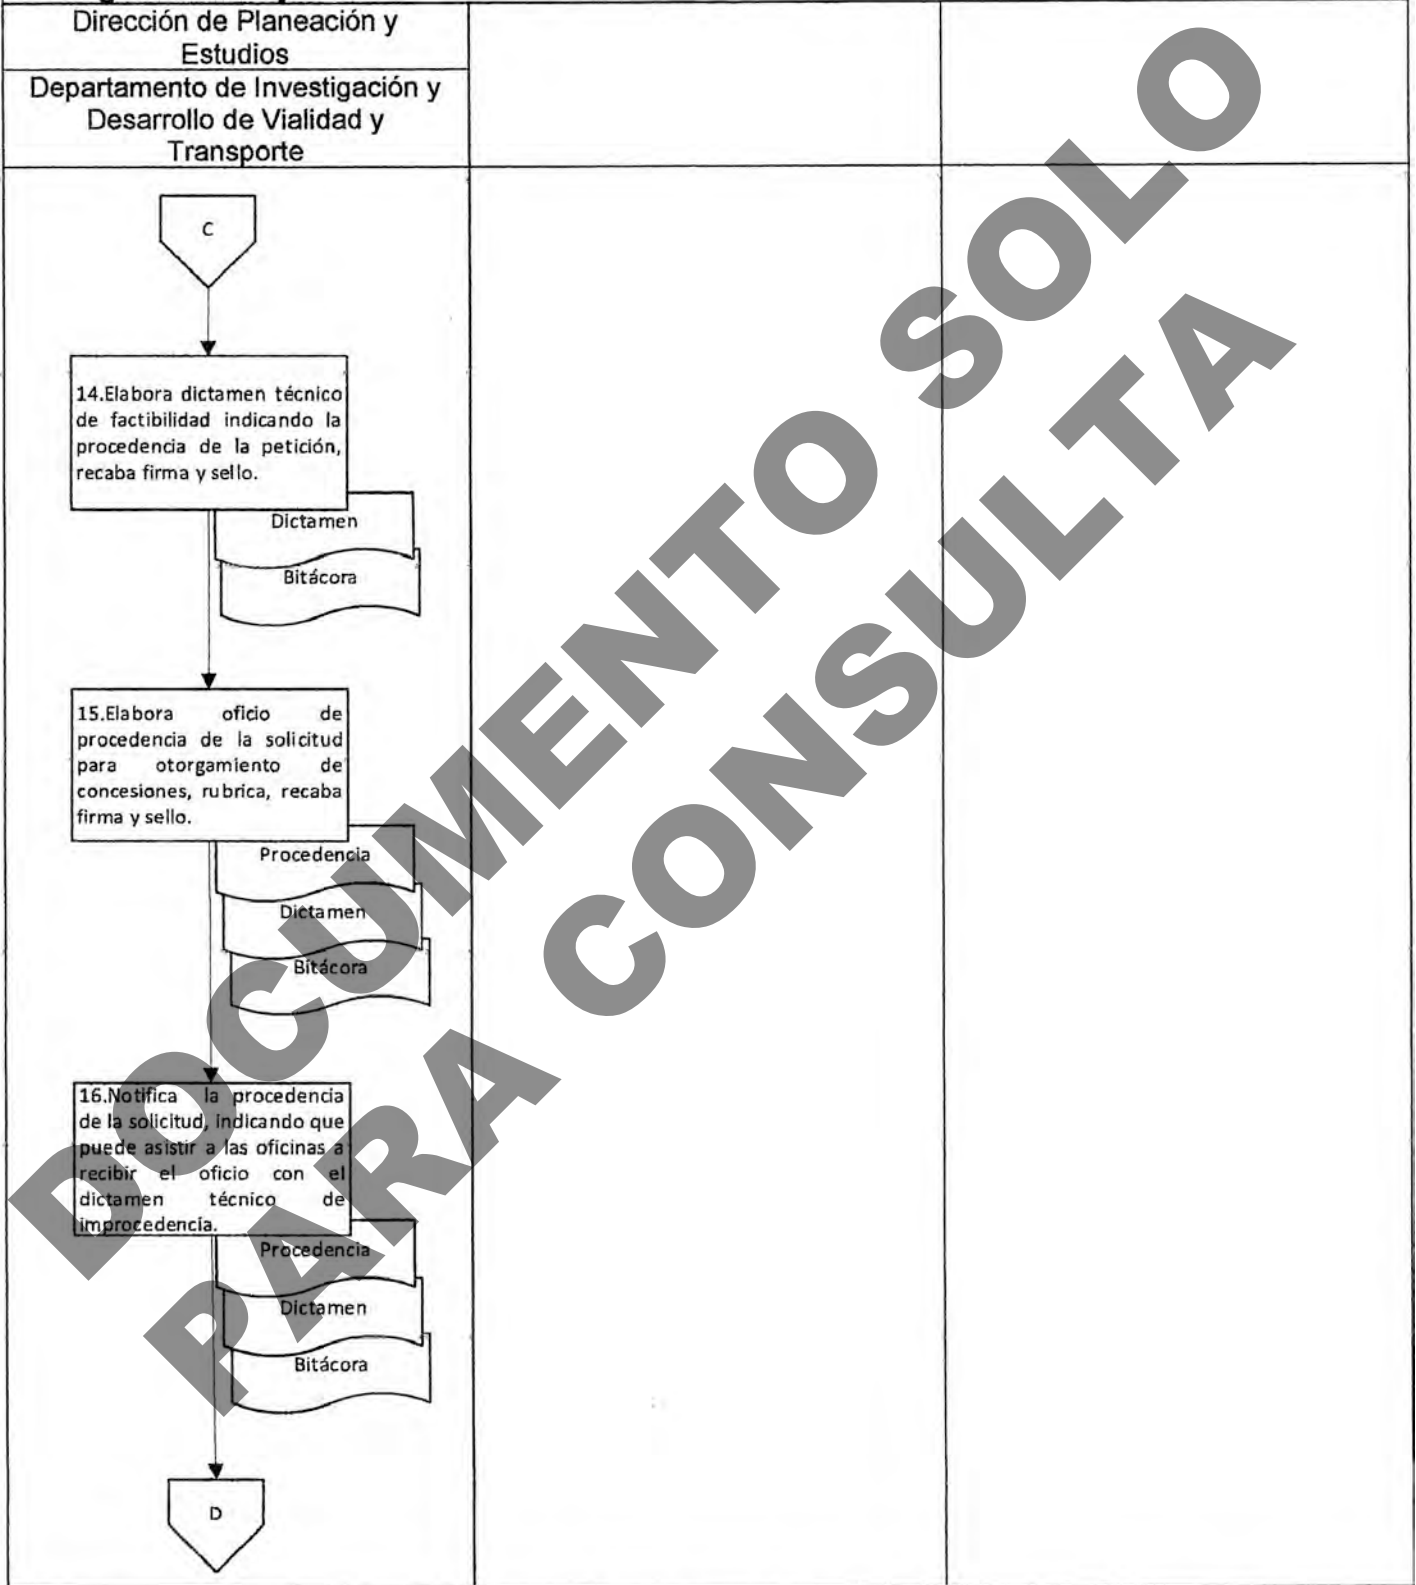 Dirección de Planeación y
Estudios
Departamento de Investigación y
Desarrollo de Vialidad y
Transporte
C
14.Elabora dictamen técnico
de factibilidad indicando la
procedencia de la petición,
recaba firma y sello.
Dictamen
Bitácora
15.Elabora oficio de
procedencia de la solicitud
para otorgamiento de
concesiones, rubrica, recaba
firma y sello.
Procedencia
Dictamen
Bitácora
16.Notifica la procedencia
de la solicitud, indicando que
puede asistir a las oficinas a
recibir el oficio con el
dictamen técnico de
improcedencia.
Procedencia
Dictamen
Bitácora
D
DOCUMENTO SOLO
PARA CONSULTA